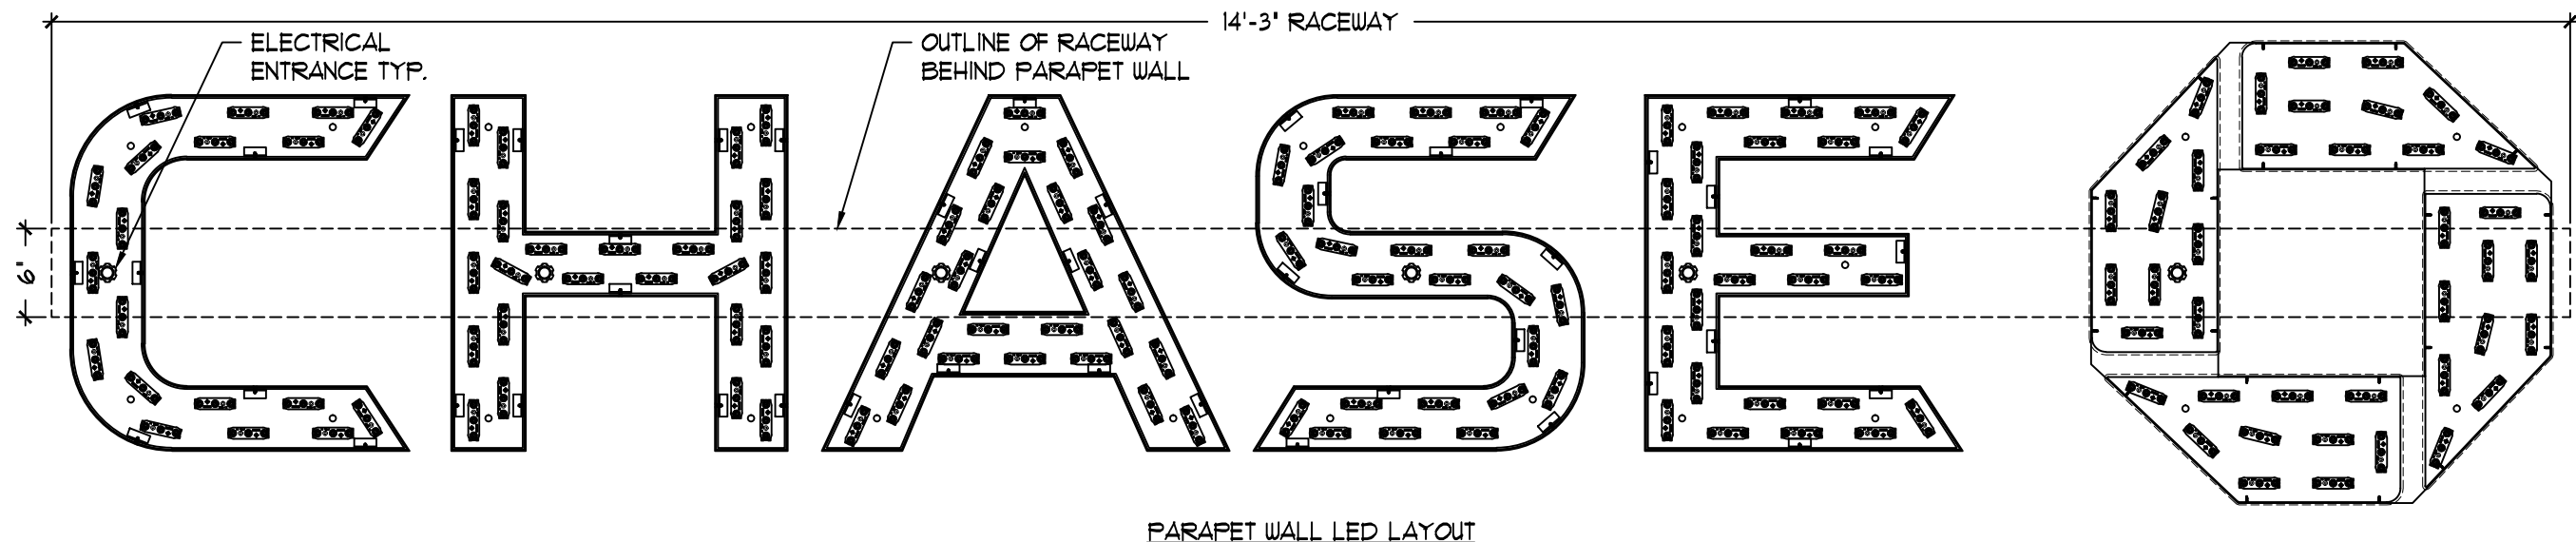 14'-3" RACEWAY
ELECTRICAL
ENTRANCE TYP.
OUTLINE OF RACEWAY
BEHIND PARAPET WALL
6"
CHASE
PARAPET WALL LED LAYOUT